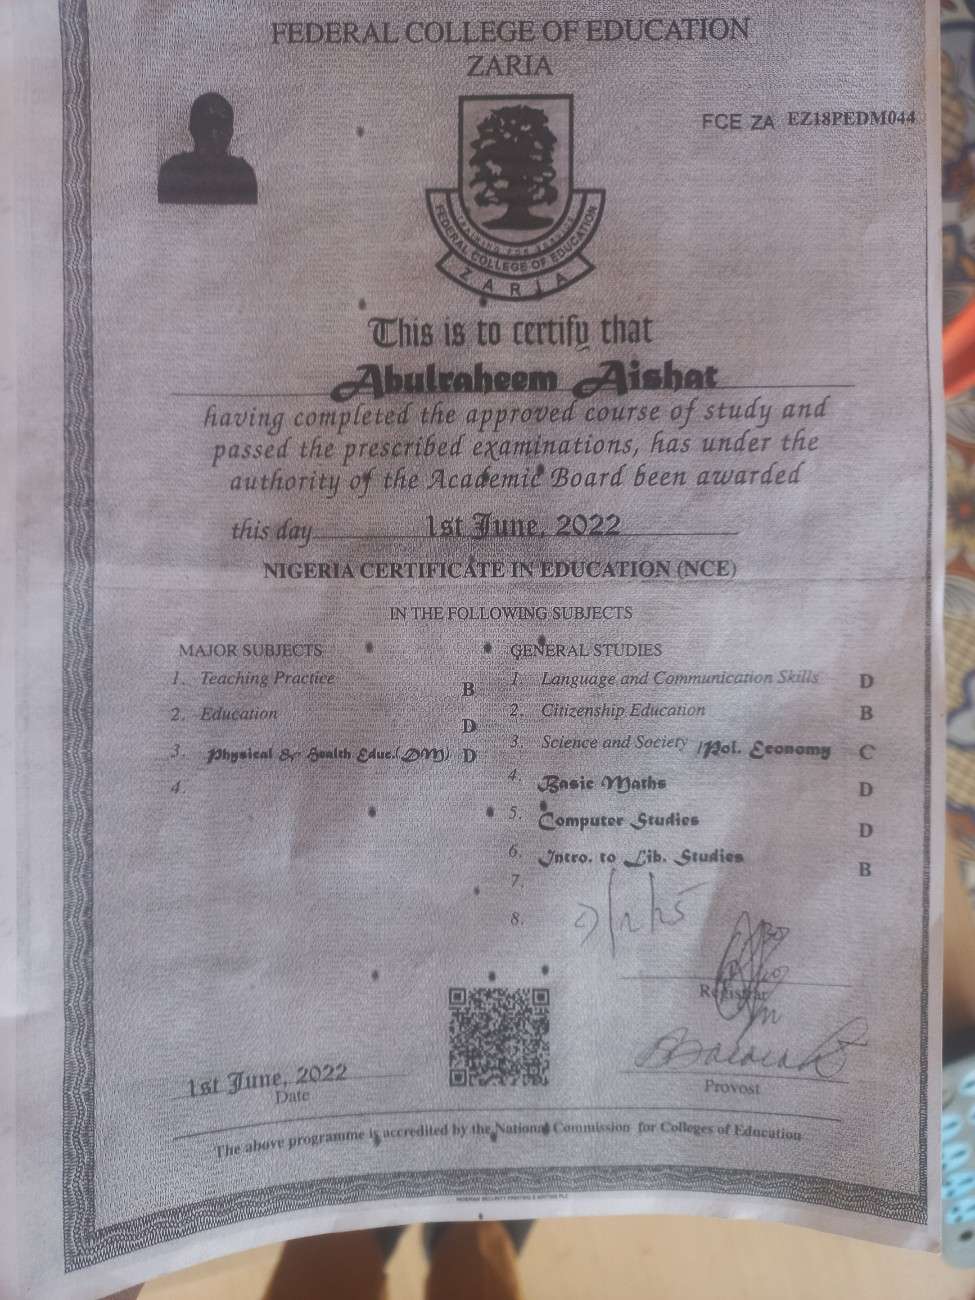 FEDERAL COLLEGE OF EDUCATION
ZARIA
FCE ZA EZ18PEDM044
FEDERAL COLLEGE OF EDUCATION
ZARIA
This is to certify that
Abulraheem Aishat
having completed the approved course of study and
passed the prescribed examinations, has under the
authority of the Academic Board been awarded
this day 1st June, 2022
NIGERIA CERTIFICATE IN EDUCATION (NCE)
IN THE FOLLOWING SUBJECTS
MAJOR SUBJECTS
1. Teaching Practice B
2. Education D
3. Physical & Health Educ.(DM) D
4.
GENERAL STUDIES
1. Language and Communication Skills D
2. Citizenship Education B
3. Science and Society /Pol. Economy C
4. Basic Maths D
5. Computer Studies D
6. Intro. to Lib. Studies B
7.
8.
Registrar
1st June, 2022
Date
Provost
The above programme is accredited by the National Commission for Colleges of Education